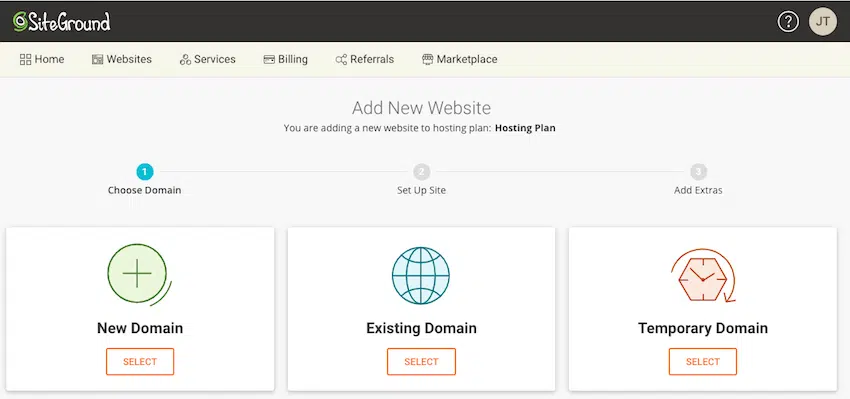 SiteGround
? JT
Home Websites Services Billing Referrals Marketplace
Add New Website
You are adding a new website to hosting plan: Hosting Plan
1 2 3
Choose Domain Set Up Site Add Extras
New Domain Existing Domain Temporary Domain
SELECT SELECT SELECT